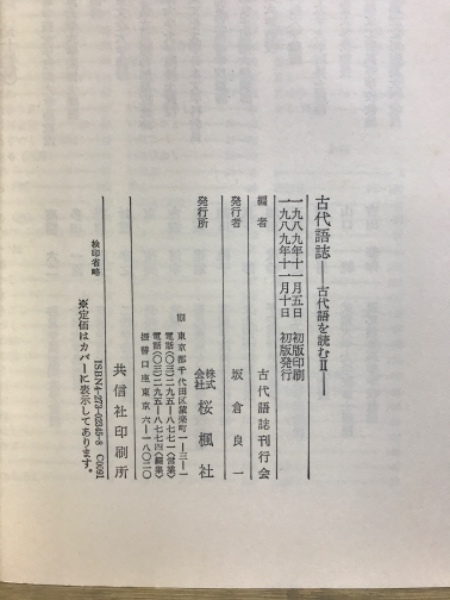 古代語誌――古代語を読むⅡ――
一九八九年十一月五日 初版印刷
一九八九年十一月十日 初版発行
編者 古代語誌刊行会
発行者 坂倉良一
発行所 株式会社 桜楓社
101 東京都千代田区猿楽町一-三-一
電話(〇三)二九五-八七七一(営業)
電話(〇三)二九五-八七七四(編集)
振替口座東京六-一八〇二〇
共信社印刷所
検印省略
ISBN4-273-02345-8 C0091
※定価はカバーに表示してあります。